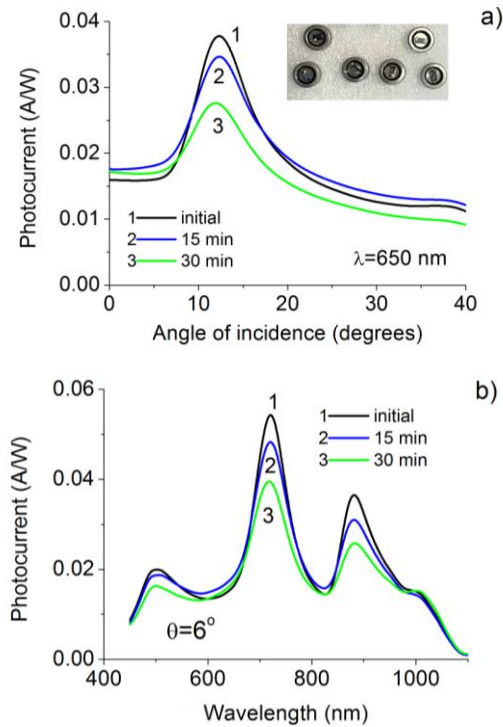 a)
0.04
0.03
0.02
0.01
0.00
Photocurrent (A/W)
1
2
3
1 initial
2 15 min
3 30 min
λ=650 nm
0 10 20 30 40
Angle of incidence (degrees)
b)
0.06
0.04
0.02
0.00
Photocurrent (A/W)
1
2
3
1 initial
2 15 min
3 30 min
θ=6°
400 600 800 1000
Wavelength (nm)